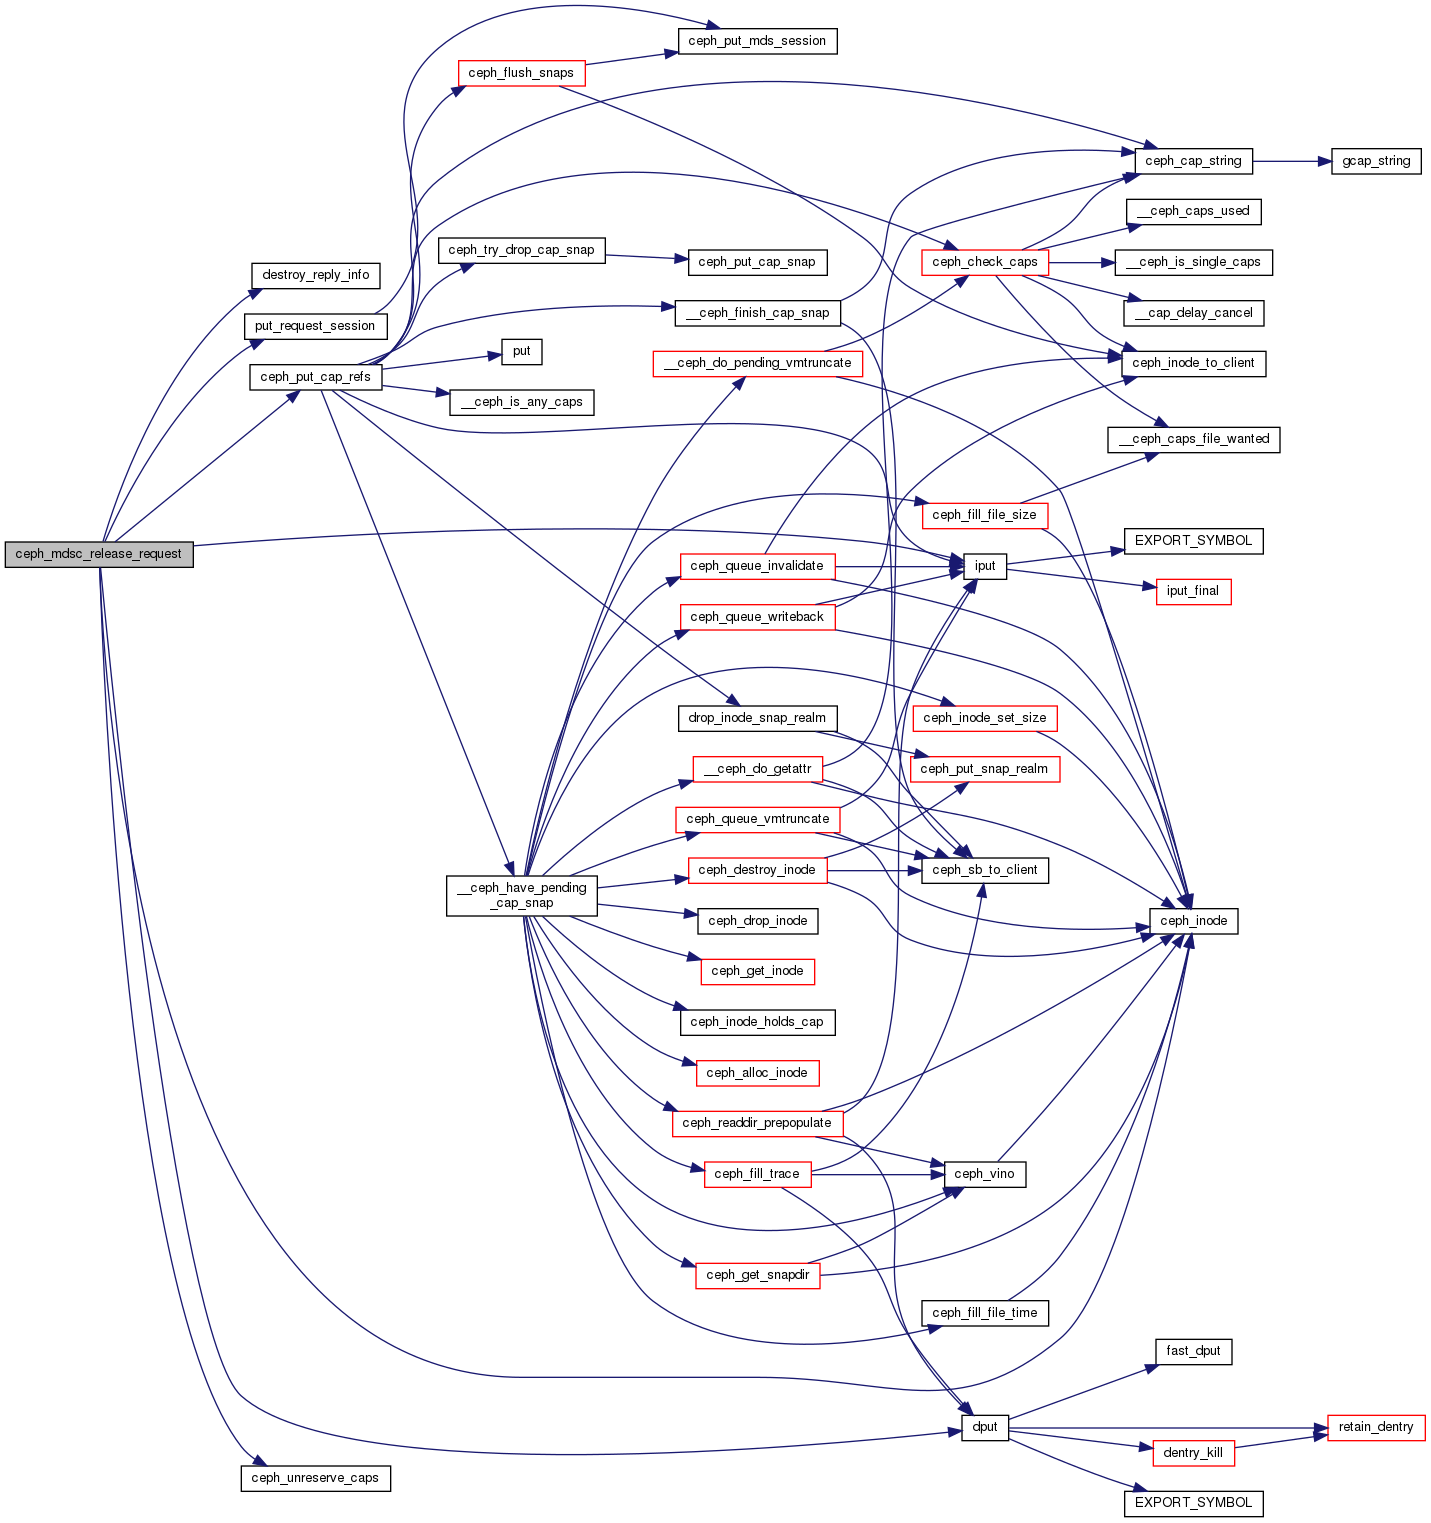 ceph_put_mds_session
ceph_flush_snaps
ceph_cap_string
gcap_string
__ceph_caps_used
ceph_try_drop_cap_snap
ceph_put_cap_snap
ceph_check_caps
__ceph_is_single_caps
destroy_reply_info
__ceph_finish_cap_snap
__cap_delay_cancel
put_request_session
put
__ceph_do_pending_vmtruncate
ceph_inode_to_client
ceph_put_cap_refs
__ceph_is_any_caps
__ceph_caps_file_wanted
ceph_fill_file_size
EXPORT_SYMBOL
ceph_mdsc_release_request
ceph_queue_invalidate
iput
iput_final
ceph_queue_writeback
drop_inode_snap_realm
ceph_inode_set_size
__ceph_do_getattr
ceph_put_snap_realm
ceph_queue_vmtruncate
ceph_destroy_inode
ceph_sb_to_client
__ceph_have_pending
_cap_snap
ceph_drop_inode
ceph_inode
ceph_get_inode
ceph_inode_holds_cap
ceph_alloc_inode
ceph_readdir_prepopulate
ceph_fill_trace
ceph_vino
ceph_get_snapdir
ceph_fill_file_time
fast_dput
dput
retain_dentry
dentry_kill
ceph_unreserve_caps
EXPORT_SYMBOL